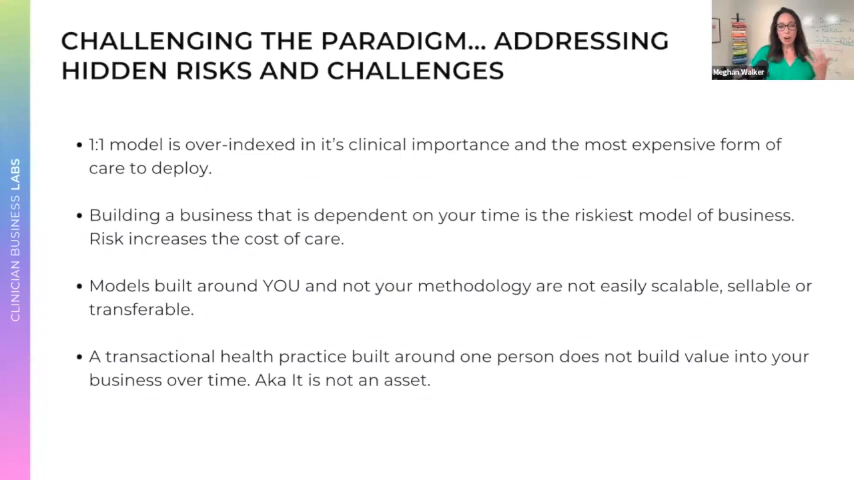 CHALLENGING THE PARADIGM... ADDRESSING
HIDDEN RISKS AND CHALLENGES
Meghan Walker
1:1 model is over-indexed in it's clinical importance and the most expensive form of
care to deploy.
Building a business that is dependent on your time is the riskiest model of business.
Risk increases the cost of care.
Models built around YOU and not your methodology are not easily scalable, sellable or
transferable.
A transactional health practice built around one person does not build value into your
business over time. Aka It is not an asset.
CLINICIAN BUSINESS LABS